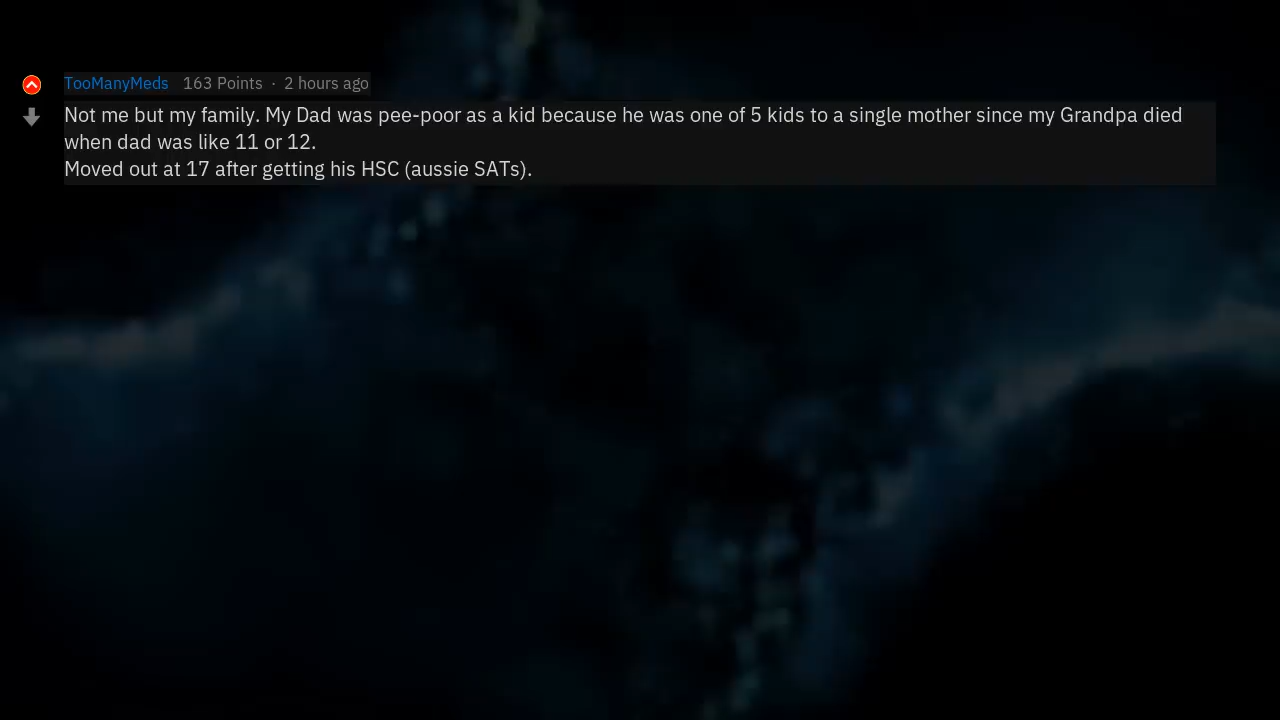 TooManyMeds 163 Points · 2 hours ago
Not me but my family. My Dad was pee-poor as a kid because he was one of 5 kids to a single mother since my Grandpa died
when dad was like 11 or 12.
Moved out at 17 after getting his HSC (aussie SATs).